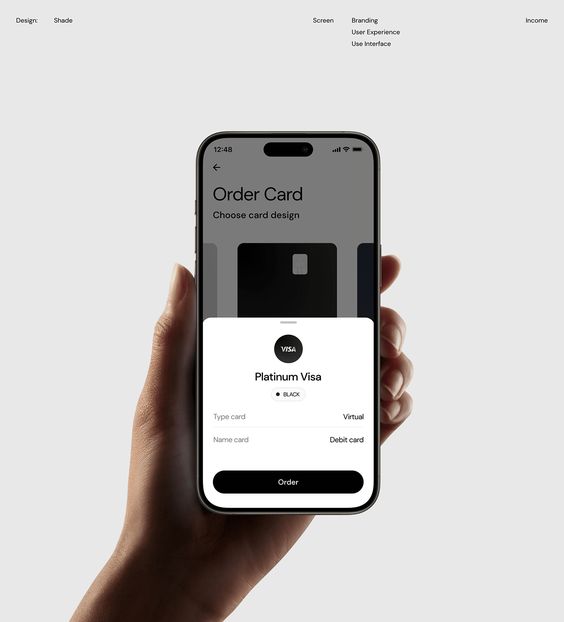 Design: Shade
Screen
Branding
User Experience
Use Interface
Income
12:48
Order Card
Choose card design
VISA
Platinum Visa
BLACK
Type card Virtual
Name card Debit card
Order